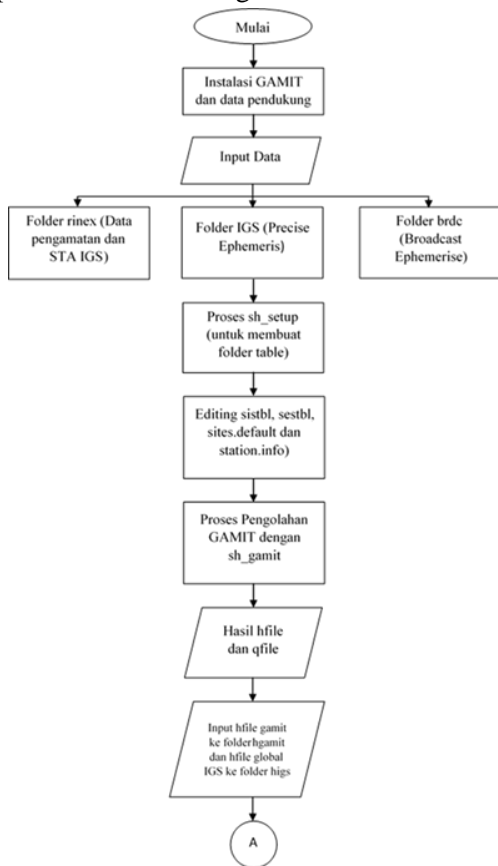 Mulai
Instalasi GAMIT
dan data pendukung
Input Data
Folder rinex (Data
pengamatan dan
STA IGS)
Folder IGS (Precise
Ephemeris)
Folder brdc
(Broadcast
Ephemerise)
Proses sh_setup
(untuk membuat
folder table)
Editing sistbl, sestbl,
sites.default dan
station.info)
Proses Pengolahan
GAMIT dengan
sh_gamit
Hasil hfile
dan qfile
Input hfile gamit
ke folderhgamit
dan hfile global
IGS ke folder higs
A